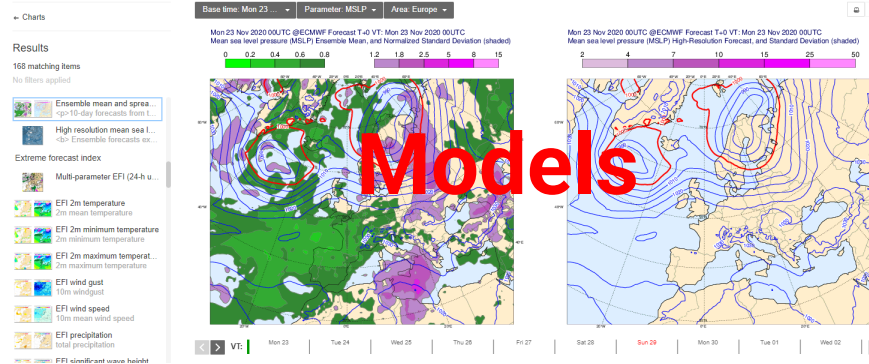 ← Charts
Results
168 matching items
No filters applied
Ensemble mean and sprea...
<p>10-day forecasts from t...
High resolution mean sea l...
<b> Ensemble forecasts ex...
Extreme forecast index
Multi-parameter EFI (24-h u...
EFI 2m temperature
2m mean temperature
EFI 2m minimum temperature
2m minimum temperature
EFI 2m maximum temperat...
2m maximum temperature
EFI wind gust
10m windgust
EFI wind speed
10m mean wind speed
EFI precipitation
total precipitation
EFI significant wave height
Base time: Mon 23 ... Parameter: MSLP Area: Europe
Mon 23 Nov 2020 00UTC @ECMWF Forecast T+0 VT: Mon 23 Nov 2020 00UTC
Mean sea level pressure (MSLP) Ensemble Mean, and Normalized Standard Deviation (shaded)
0 0.2 0.4 0.6 0.8 1.2 1.8 2.5 5 8 15
Mon 23 Nov 2020 00UTC @ECMWF Forecast T+0 VT: Mon 23 Nov 2020 00UTC
Mean sea level pressure (MSLP) High-Resolution Forecast, and Standard Deviation (shaded)
2 4 7 10 15 25 50
Models
VT: Mon 23 Tue 24 Wed 25 Thu 26 Fri 27 Sat 28 Sun 29 Mon 30 Tue 01 Wed 02